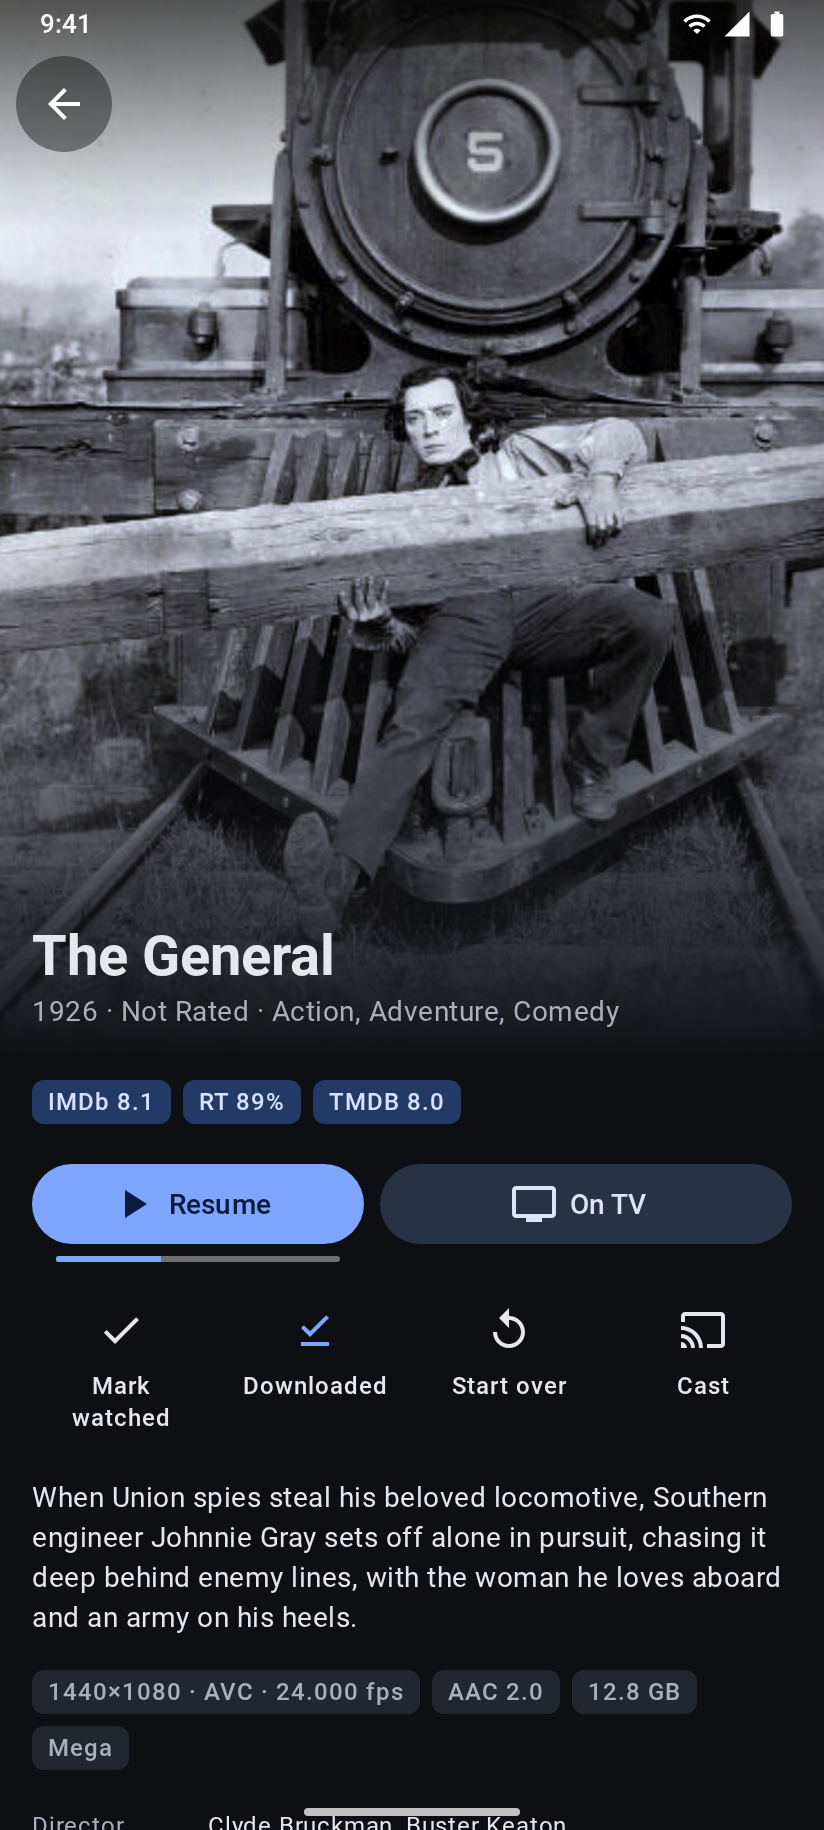 9:41
5
The General
1926 · Not Rated · Action, Adventure, Comedy
IMDb 8.1 RT 89% TMDB 8.0
Resume On TV
Mark watched Downloaded Start over Cast
When Union spies steal his beloved locomotive, Southern
engineer Johnnie Gray sets off alone in pursuit, chasing it
deep behind enemy lines, with the woman he loves aboard
and an army on his heels.
1440×1080 · AVC · 24.000 fps AAC 2.0 12.8 GB
Mega
Director Clyde Bruckman, Buster Keaton